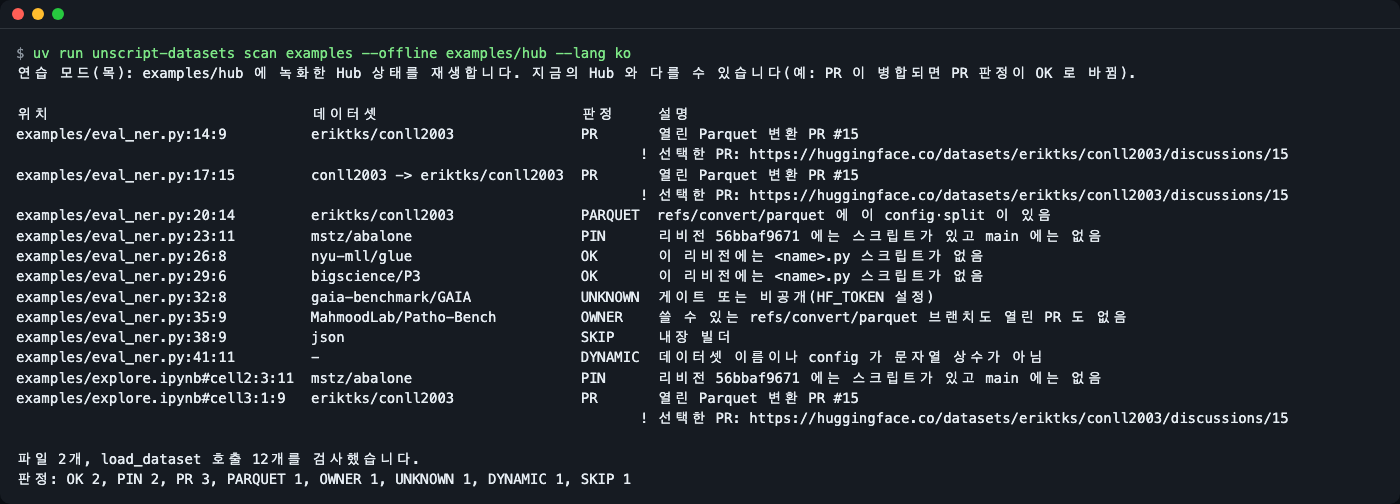 $ uv run unscript-datasets scan examples --offline examples/hub --lang ko
연습 모드(목): examples/hub 에 녹화한 Hub 상태를 재생합니다. 지금의 Hub 와 다를 수 있습니다(예: PR 이 병합되면 PR 판정이 OK 로 바뀜).
위치 데이터셋 판정 설명
examples/eval_ner.py:14:9 eriktks/conll2003 PR 열린 Parquet 변환 PR #15
! 선택한 PR: https://huggingface.co/datasets/eriktks/conll2003/discussions/15
examples/eval_ner.py:17:15 conll2003 -> eriktks/conll2003 PR 열린 Parquet 변환 PR #15
! 선택한 PR: https://huggingface.co/datasets/eriktks/conll2003/discussions/15
examples/eval_ner.py:20:14 eriktks/conll2003 PARQUET refs/convert/parquet 에 이 config·split 이 있음
examples/eval_ner.py:23:11 mstz/abalone PIN 리비전 56bbaf9671 에는 스크립트가 있고 main 에는 없음
examples/eval_ner.py:26:8 nyu-mll/glue OK 이 리비전에는 <name>.py 스크립트가 없음
examples/eval_ner.py:29:6 bigscience/P3 OK 이 리비전에는 <name>.py 스크립트가 없음
examples/eval_ner.py:32:8 gaia-benchmark/GAIA UNKNOWN 게이트 또는 비공개(HF_TOKEN 설정)
examples/eval_ner.py:35:9 MahmoodLab/Patho-Bench OWNER 쓸 수 있는 refs/convert/parquet 브랜치도 열린 PR 도 없음
examples/eval_ner.py:38:9 json SKIP 내장 빌더
examples/eval_ner.py:41:11 - DYNAMIC 데이터셋 이름이나 config 가 문자열 상수가 아님
examples/explore.ipynb#cell2:3:11 mstz/abalone PIN 리비전 56bbaf9671 에는 스크립트가 있고 main 에는 없음
examples/explore.ipynb#cell3:1:9 eriktks/conll2003 PR 열린 Parquet 변환 PR #15
! 선택한 PR: https://huggingface.co/datasets/eriktks/conll2003/discussions/15
파일 2개, load_dataset 호출 12개를 검사했습니다.
판정: OK 2, PIN 2, PR 3, PARQUET 1, OWNER 1, UNKNOWN 1, DYNAMIC 1, SKIP 1